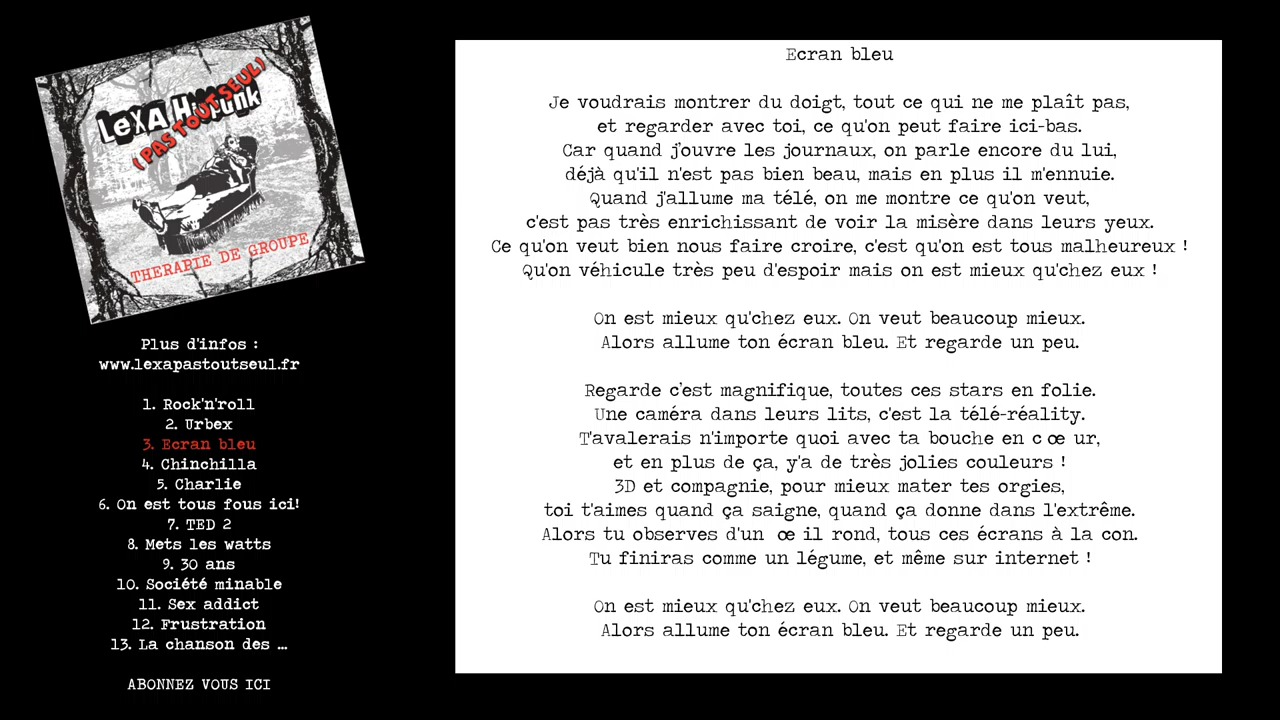 LeXA Hipunk
(PAS TOUT SEUL)
THERAPIE DE GROUPE
Plus d'infos :
www.lexapastoutseul.fr
1. Rock'n'roll
2. Urbex
3. Ecran bleu
4. Chinchilla
5. Charlie
6. On est tous fous ici!
7. TED 2
8. Mets les watts
9. 30 ans
10. Société minable
11. Sex addict
12. Frustration
13. La chanson des ...
ABONNEZ VOUS ICI
Ecran bleu
Je voudrais montrer du doigt, tout ce qui ne me plaît pas,
et regarder avec toi, ce qu'on peut faire ici-bas.
Car quand j'ouvre les journaux, on parle encore du lui,
déjà qu'il n'est pas bien beau, mais en plus il m'ennuie.
Quand j'allume ma télé, on me montre ce qu'on veut,
c'est pas très enrichissant de voir la misère dans leurs yeux.
Ce qu'on veut bien nous faire croire, c'est qu'on est tous malheureux !
Qu'on véhicule très peu d'espoir mais on est mieux qu'chez eux !
On est mieux qu'chez eux. On veut beaucoup mieux.
Alors allume ton écran bleu. Et regarde un peu.
Regarde c'est magnifique, toutes ces stars en folie.
Une caméra dans leurs lits, c'est la télé-réality.
T'avalerais n'importe quoi avec ta bouche en c œ ur,
et en plus de ça, y'a de très jolies couleurs !
3D et compagnie, pour mieux mater tes orgies,
toi t'aimes quand ça saigne, quand ça donne dans l'extrême.
Alors tu observes d'un œ il rond, tous ces écrans à la con.
Tu finiras comme un légume, et même sur internet !
On est mieux qu'chez eux. On veut beaucoup mieux.
Alors allume ton écran bleu. Et regarde un peu.